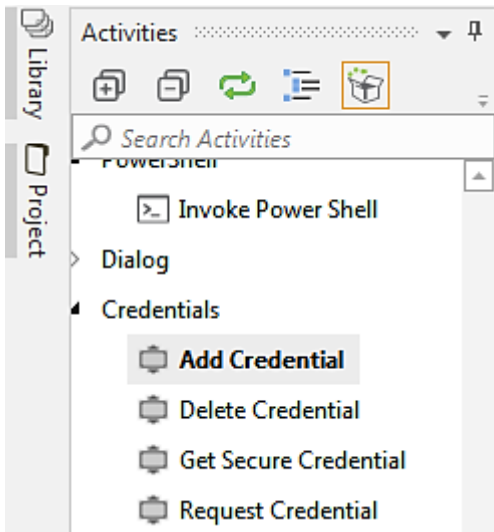 Library
Project
Activities
Search Activities
PowerShell
Invoke Power Shell
Dialog
Credentials
Add Credential
Delete Credential
Get Secure Credential
Request Credential